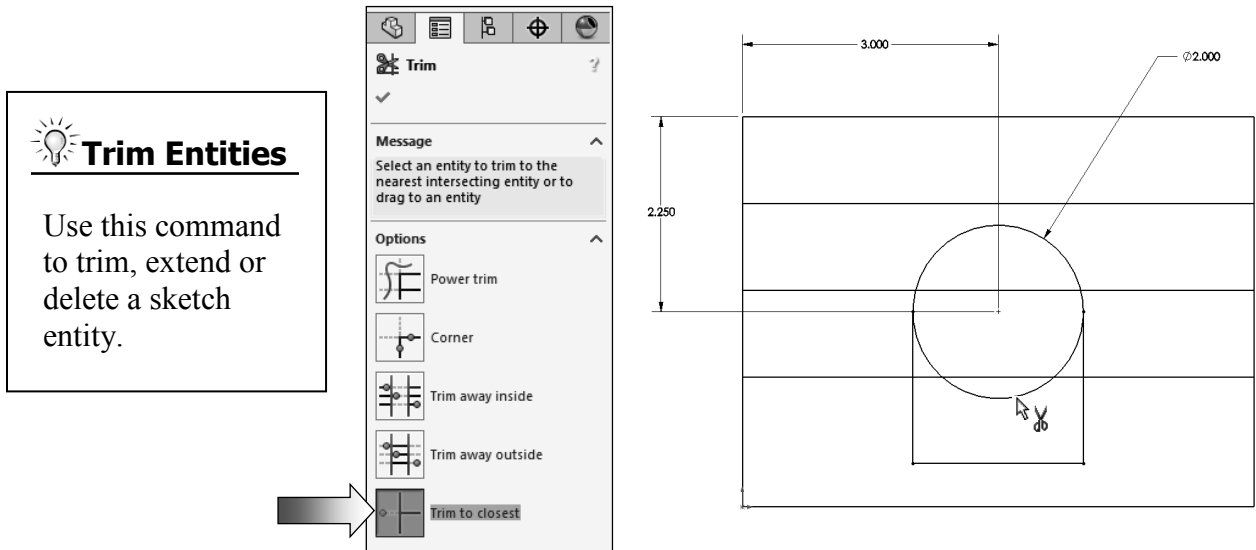 Trim Entities
Use this command
to trim, extend or
delete a sketch
entity.
Trim
?
Message
Select an entity to trim to the
nearest intersecting entity or to
drag to an entity
Options
Power trim
Corner
Trim away inside
Trim away outside
Trim to closest
3.000
∅2.000
2.250